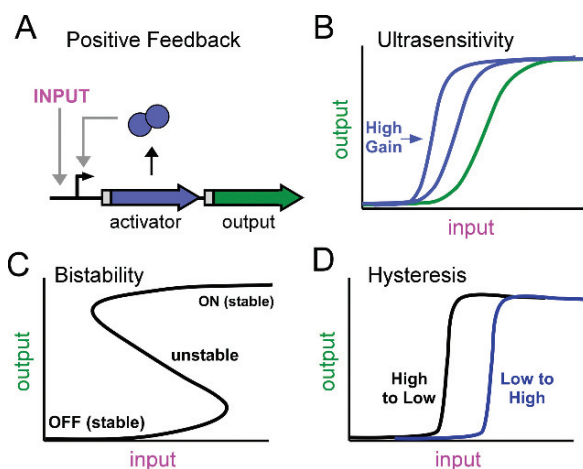 A
Positive Feedback
INPUT
activator
output
B
Ultrasensitivity
output
High
Gain
input
C
Bistability
output
ON (stable)
unstable
OFF (stable)
input
D
Hysteresis
output
High
to Low
Low to
High
input